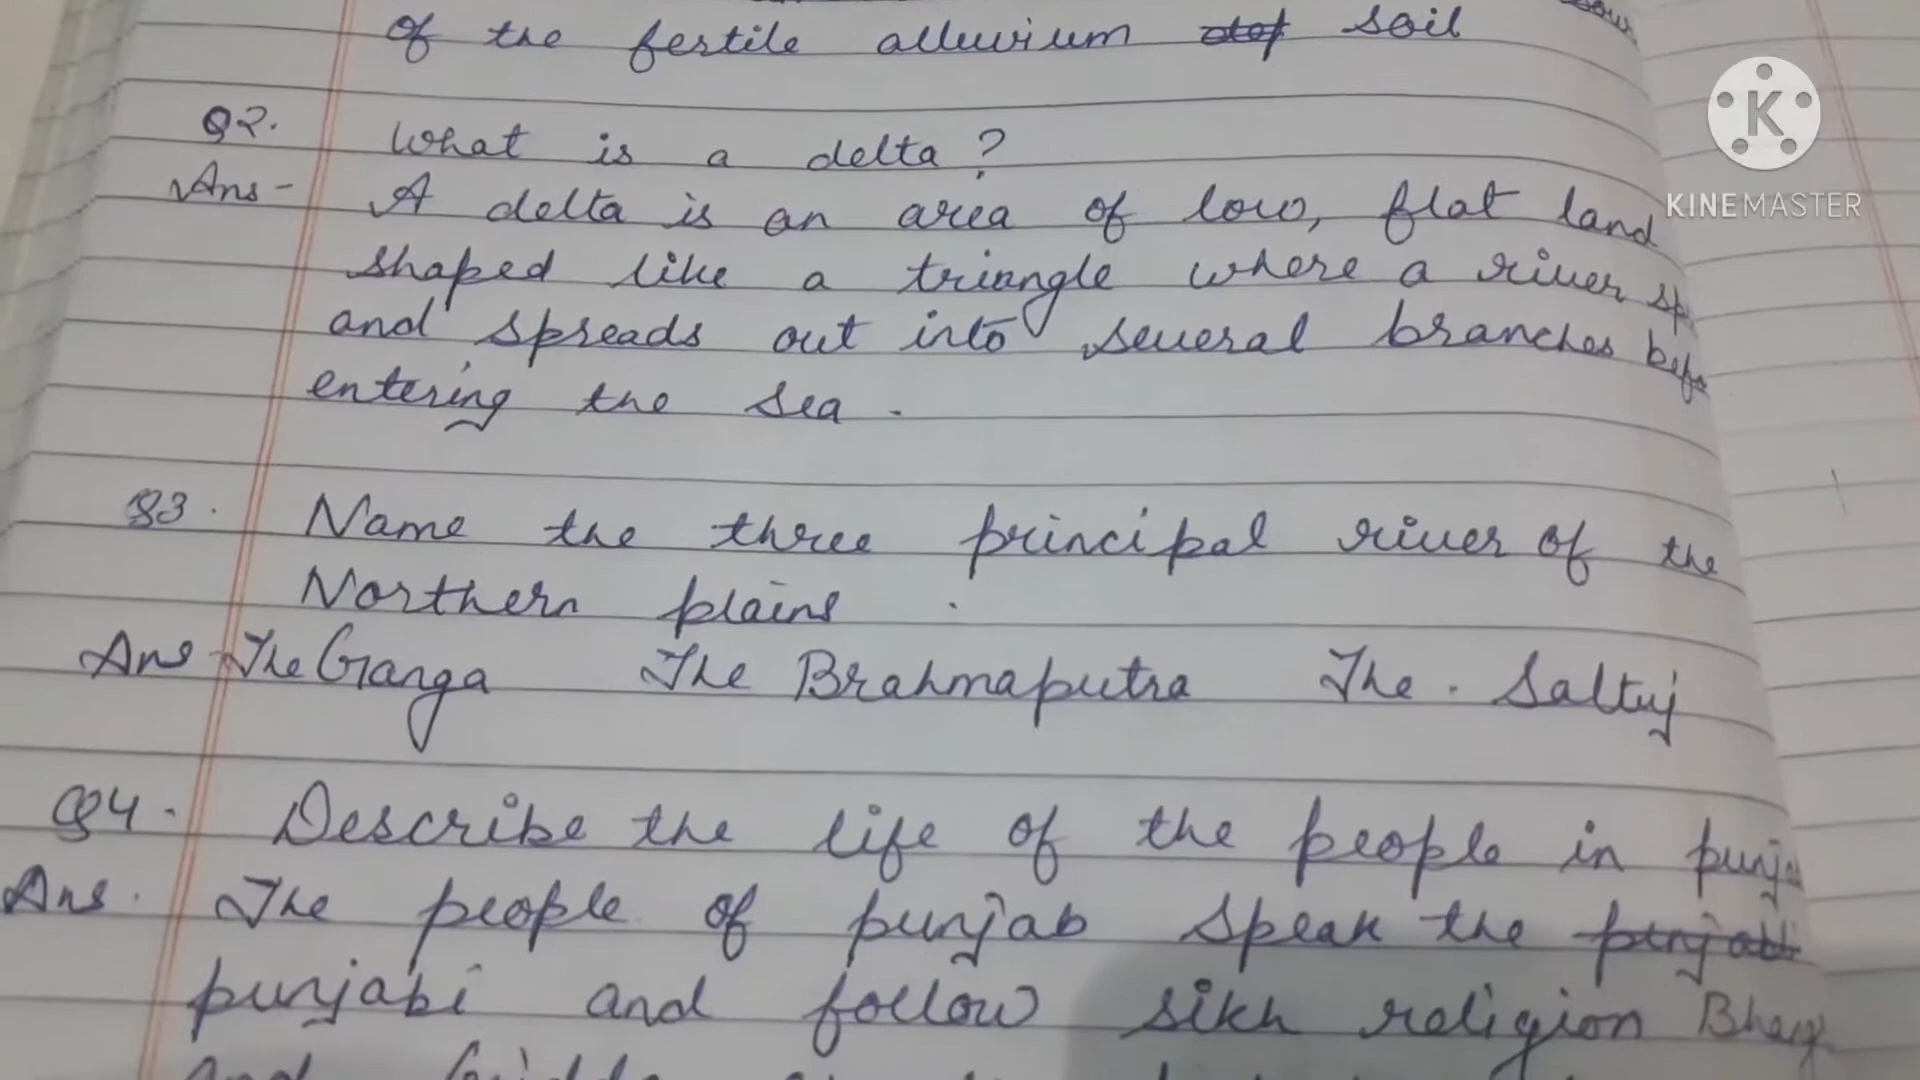 of the fertile alluvium soil
Q2. What is a delta?
Ans- A delta is an area of low, flat land
shaped like a triangle where a river
and spreads out into several branches
entering the sea.
Q3. Name the three principal river of the
Northern plains.
Ans The Ganga The Brahmaputra The. Saltuj
Q4. Describe the life of the people in
Ans. The people of punjab speak the
punjabi and follow sikh religion
K
KINEMASTER